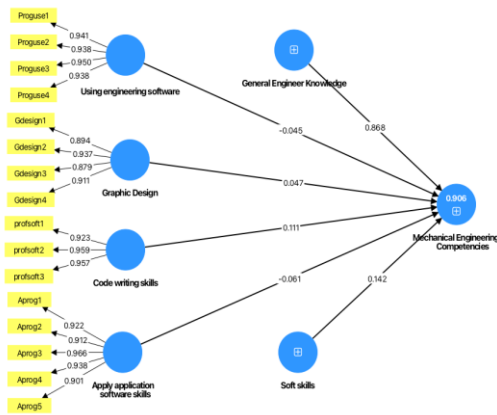 Proguse1
0.941
Proguse2
0.938
Proguse3
0.950
Proguse4
0.938
Using engineering software
General Engineer Knowledge
-0.045
0.868
Gdesign1
0.894
Gdesign2
0.937
Gdesign3
0.879
Gdesign4
0.911
Graphic Design
0.047
0.906
Mechanical Engineering
Competencies
profsoft1
0.923
profsoft2
0.959
profsoft3
0.957
Code writing skills
0.111
-0.061
0.142
Aprog1
0.922
Aprog2
0.912
Aprog3
0.966
Aprog4
0.938
Aprog5
0.901
Apply application
software skills
Soft skills